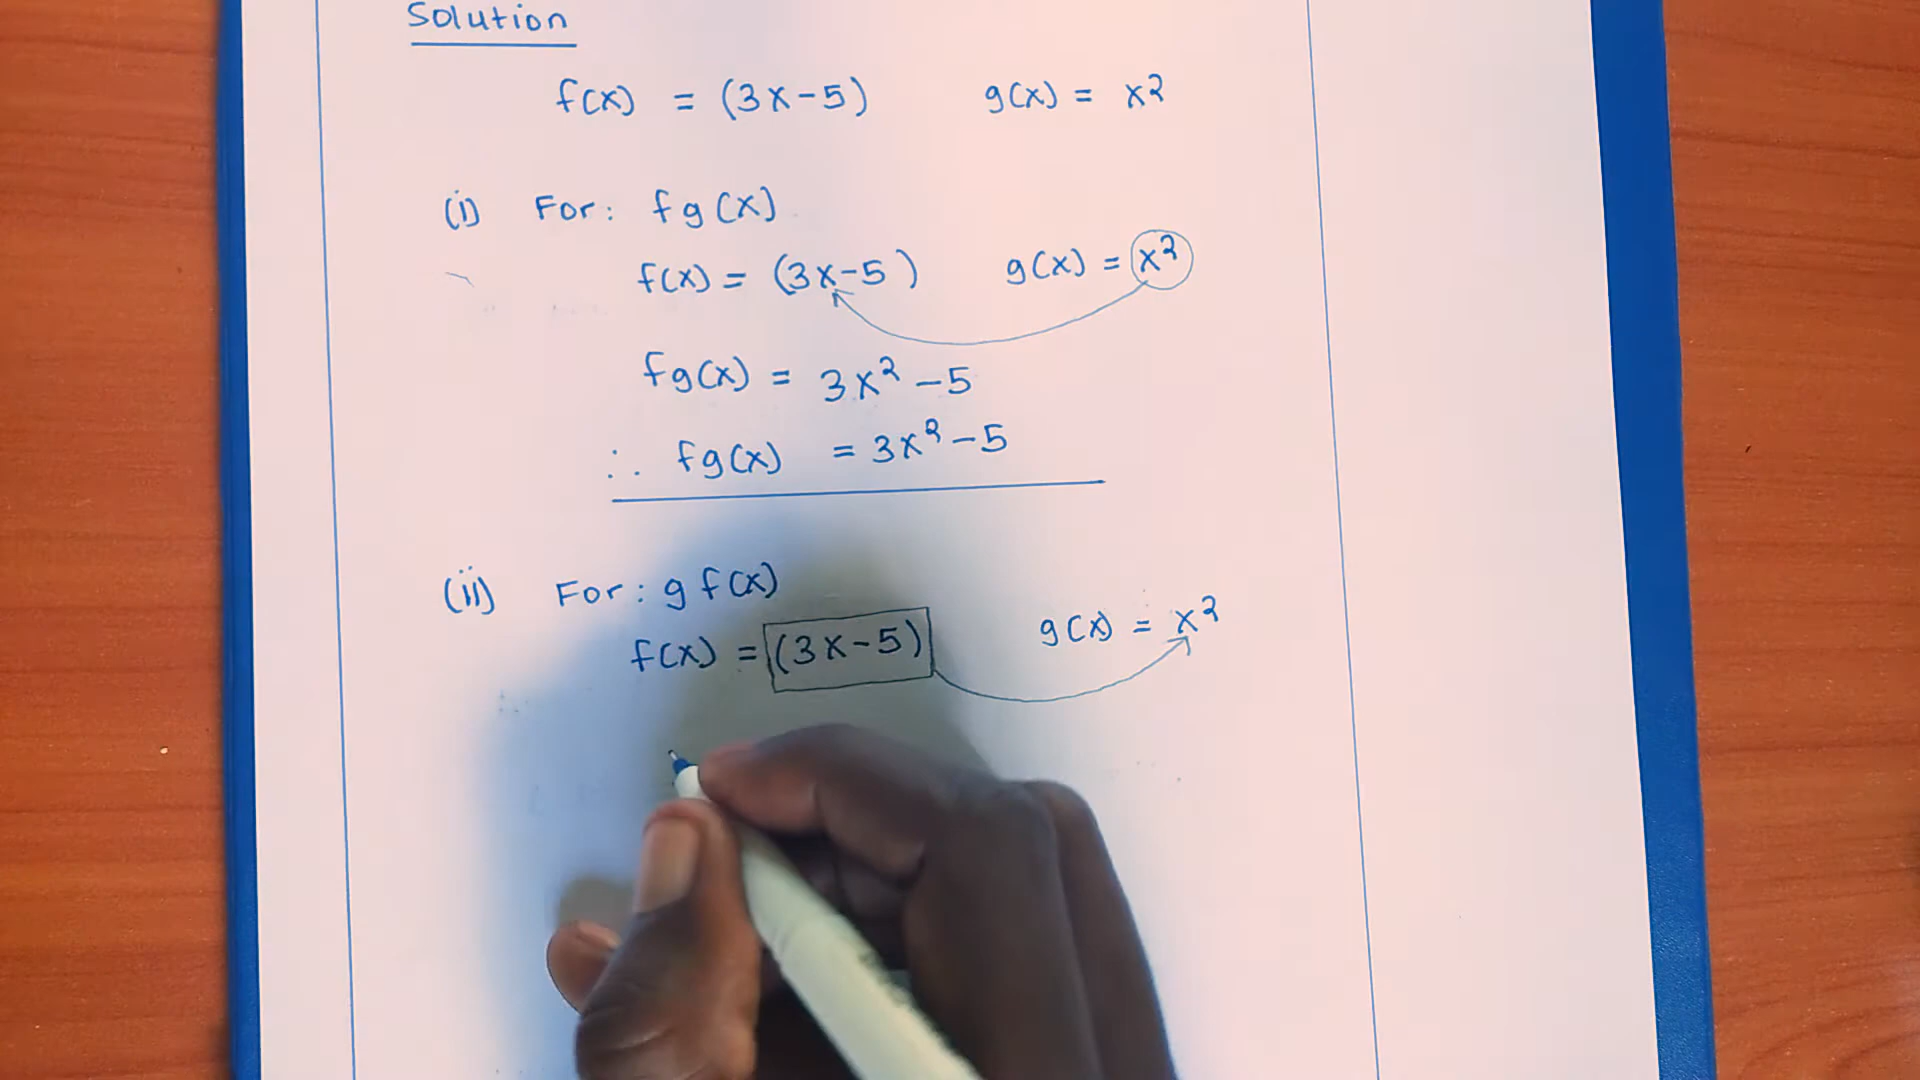 Solution
f(x) = (3x-5) g(x) = x²
(i) For: fg(x)
f(x) = (3x-5) g(x) = x²
fg(x) = 3x² -5
∴ fg(x) = 3x² -5
(ii) For: g f(x)
f(x) = (3x-5) g(x) = x²